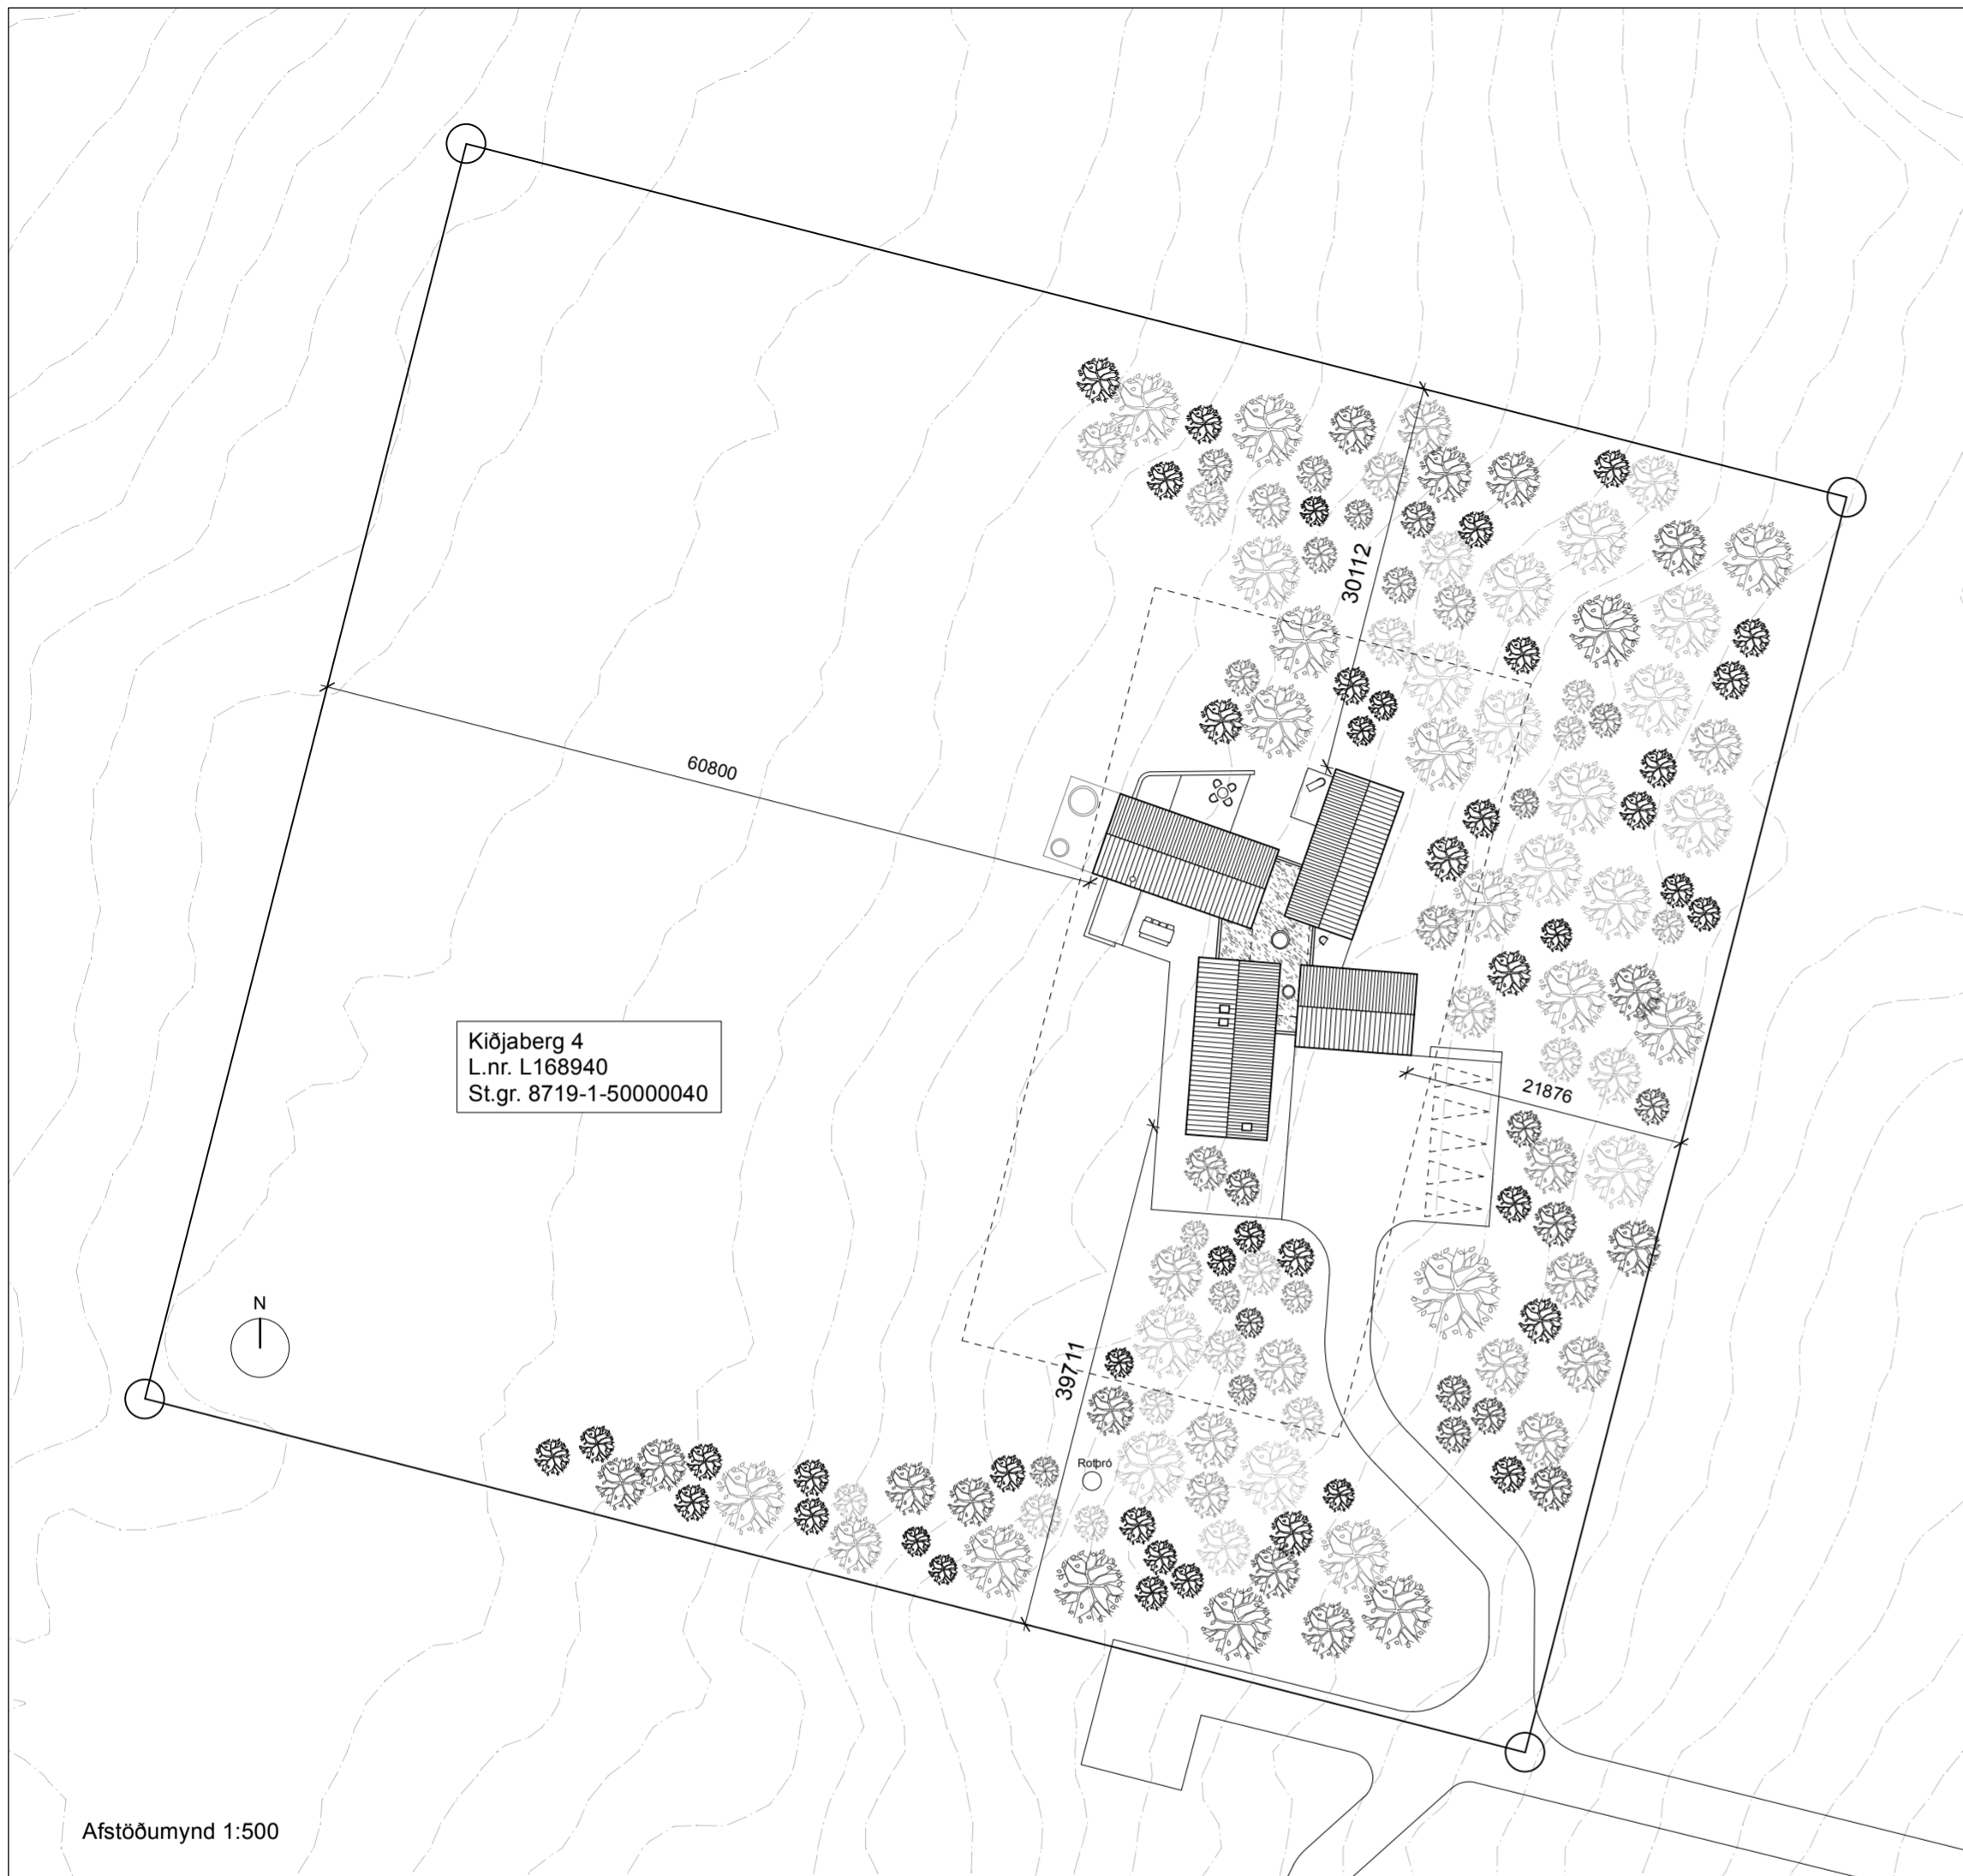 30112
60800
Kiðjaberg 4
L.nr. L168940
St.gr. 8719-1-50000040
21876
N
39711
Rotþró
Afstöðumynd 1:500